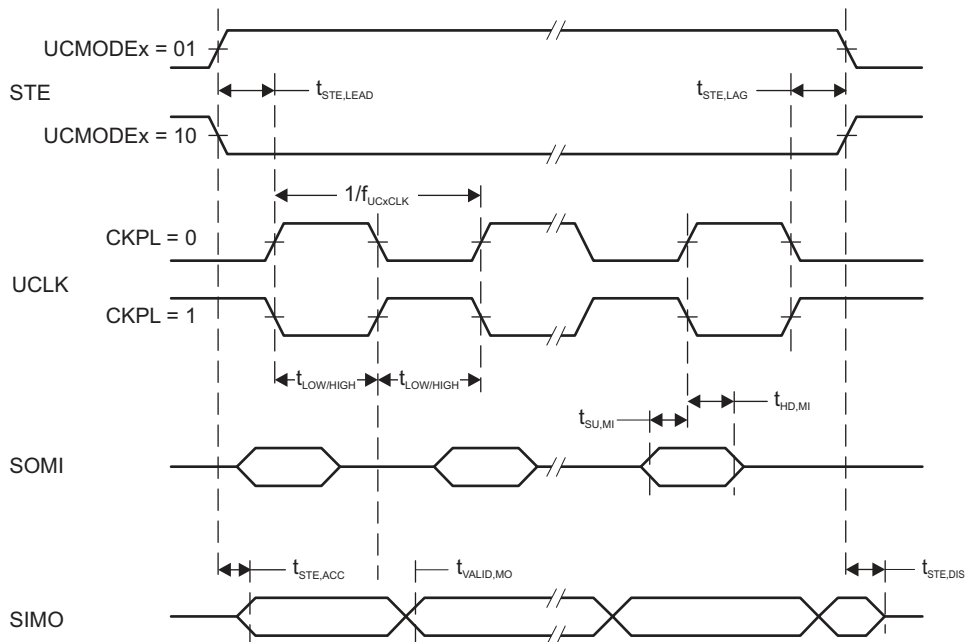 UCMODEx = 01
STE
t_STE,LEAD
t_STE,LAG
UCMODEx = 10
1/f_UCxCLK
CKPL = 0
UCLK
CKPL = 1
t_LOW/HIGH
t_LOW/HIGH
t_SU,MI
t_HD,MI
SOMI
t_STE,ACC
t_VALID,MO
t_STE,DIS
SIMO